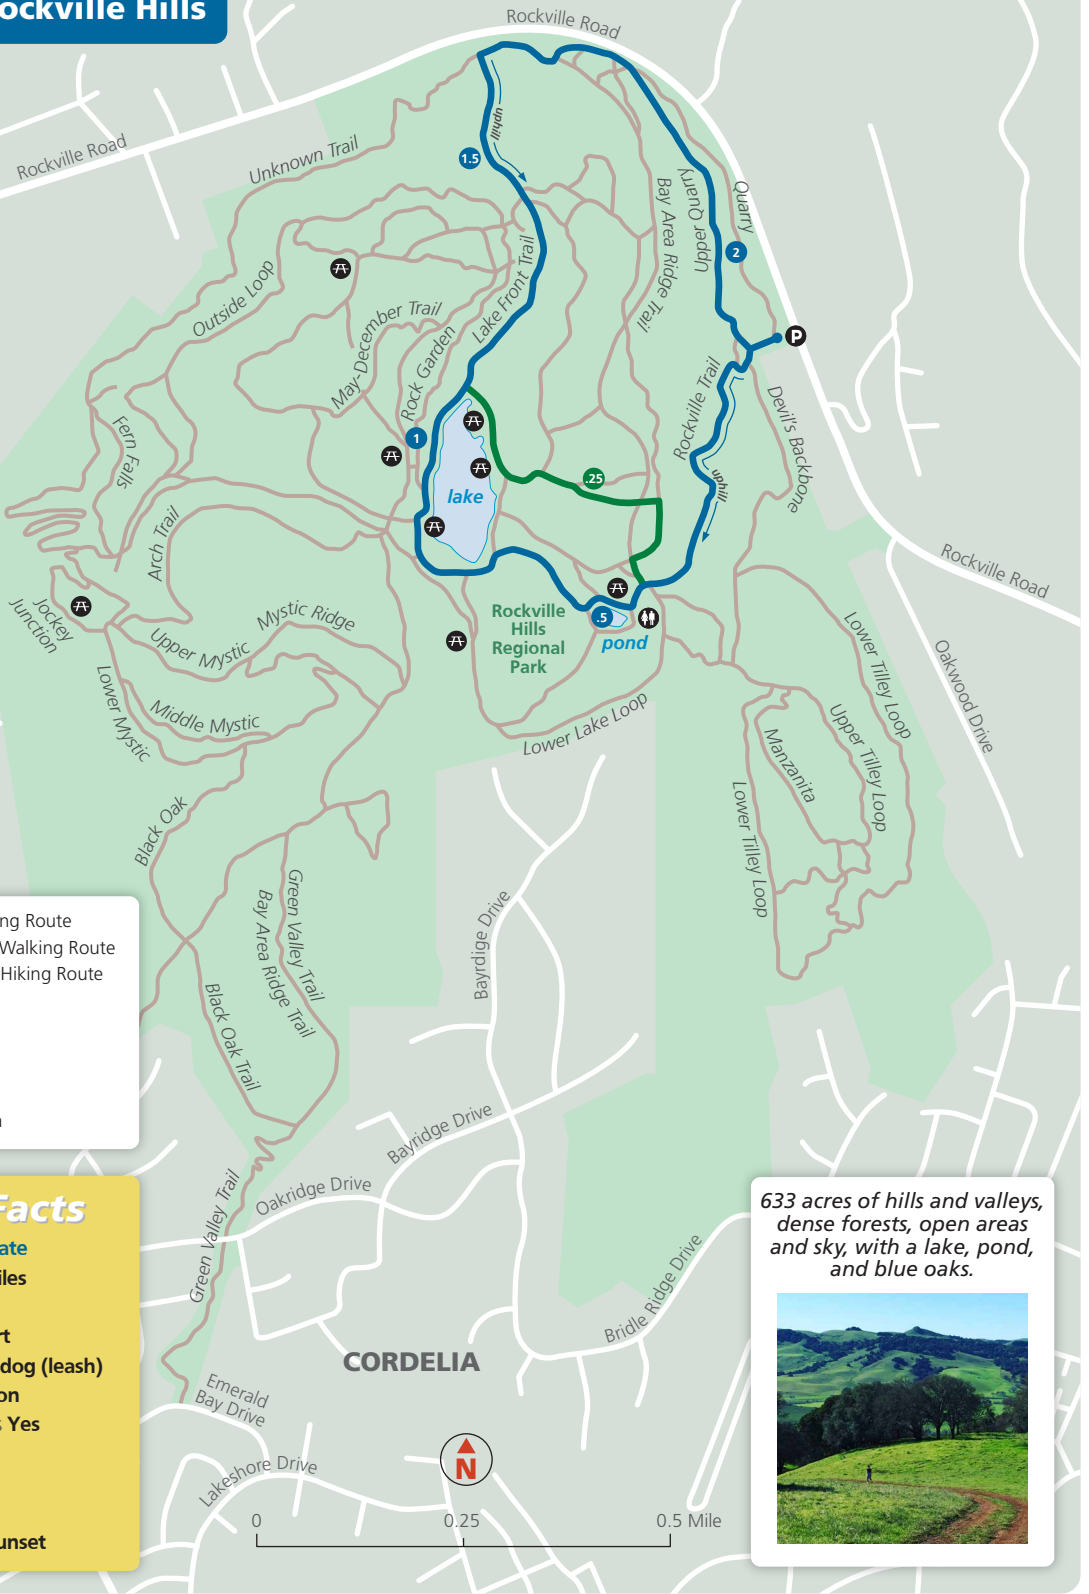 ockville Hills
Rockville Road
Rockville Road
Unknown Trail
uphill
1.5
Quarry
Upper Quarry
Bay Area Ridge Trail
2
Outside Loop
Lake Front Trail
May-December Trail
Rock Garden
P
Rockville Trail
Devil's Backbone
Fern Falls
1
.25
uphill
lake
Arch Trail
Rockville Road
Jockey
Junction
Mystic Ridge
Upper Mystic
Rockville
Hills
Regional
Park
.5
pond
Lower Tilley Loop
Oakwood Drive
Lower Mystic
Middle Mystic
Lower Lake Loop
Upper Tilley Loop
Manzanita
Lower Tilley Loop
Black Oak
Green Valley Trail
Bay Area Ridge Trail
Bayrdige Drive
ng Route
Walking Route
Hiking Route
Black Oak Trail
Bayridge Drive
Oakridge Drive
Green Valley Trail
Facts
ate
iles
rt
dog (leash)
on
s Yes
unset
633 acres of hills and valleys,
dense forests, open areas
and sky, with a lake, pond,
and blue oaks.
Bridle Ridge Drive
CORDELIA
Emerald
Bay Drive
Lakeshore Drive
N
0 0.25 0.5 Mile